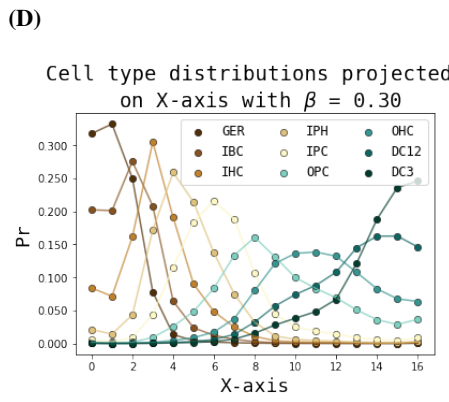 (D)
Cell type distributions projected
on X-axis with β = 0.30
GER IPH OHC
IBC IPC DC12
IHC OPC DC3
0.300
0.250
0.200
0.150
0.100
0.050
0.000
Pr
0 2 4 6 8 10 12 14 16
X-axis